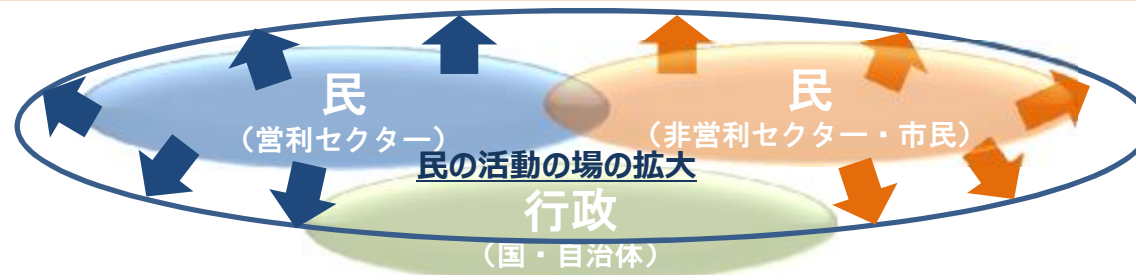 民
（営利セクター）
民
（非営利セクター・市民）
民の活動の場の拡大
行政
（国・自治体）